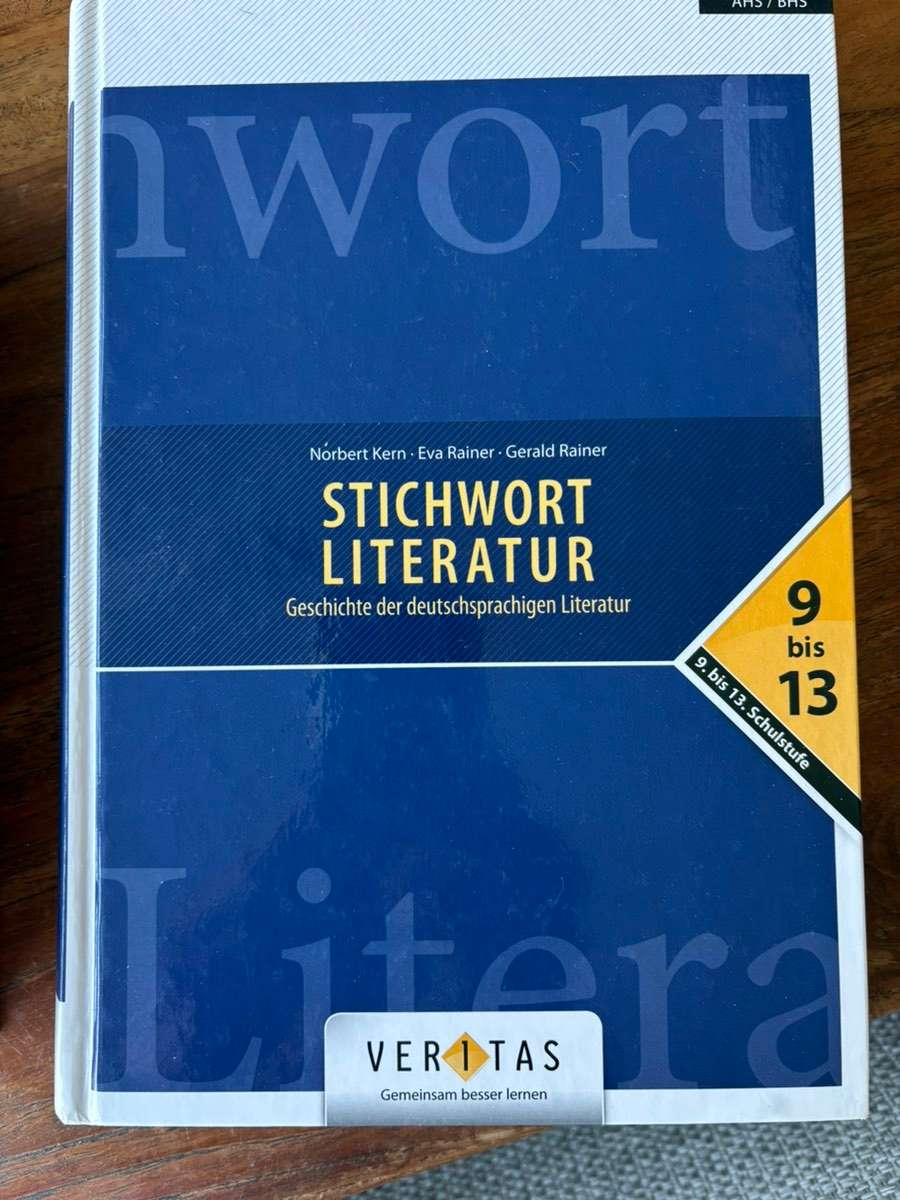 AHS / BHS
nwort
Norbert Kern · Eva Rainer · Gerald Rainer
STICHWORT
LITERATUR
Geschichte der deutschsprachigen Literatur
9
bis
13
9. bis 13. Schulstufe
Litera
VERITAS
Gemeinsam besser lernen